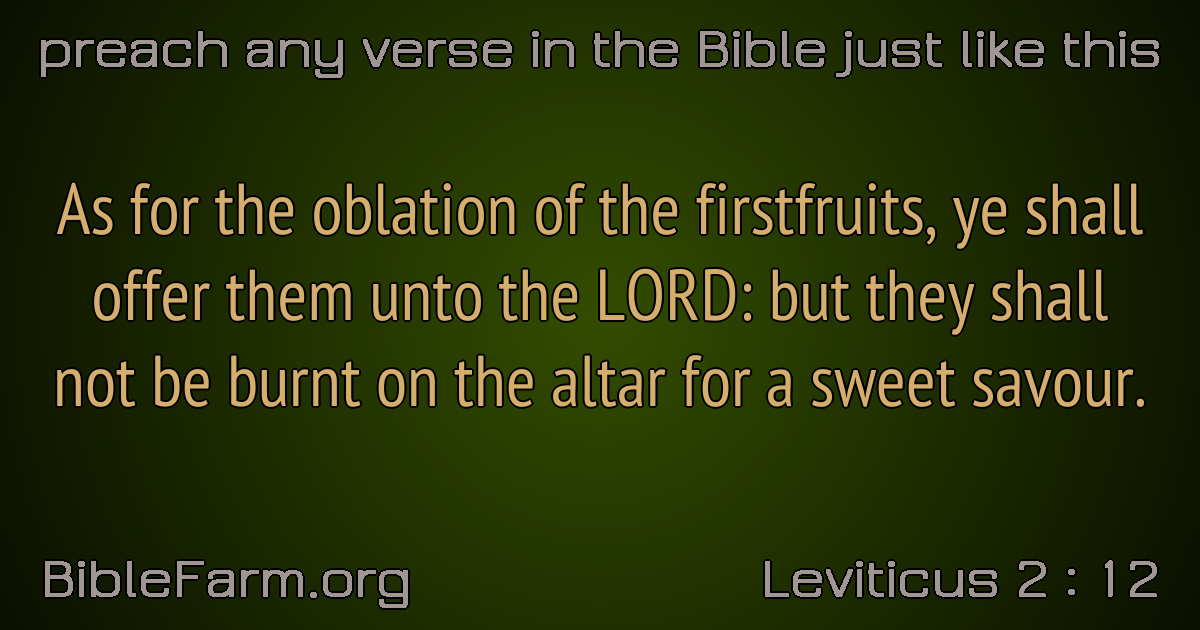 preach any verse in the Bible just like this
As for the oblation of the firstfruits, ye shall
offer them unto the LORD: but they shall
not be burnt on the altar for a sweet savour.
BibleFarm.org
Leviticus 2 : 12